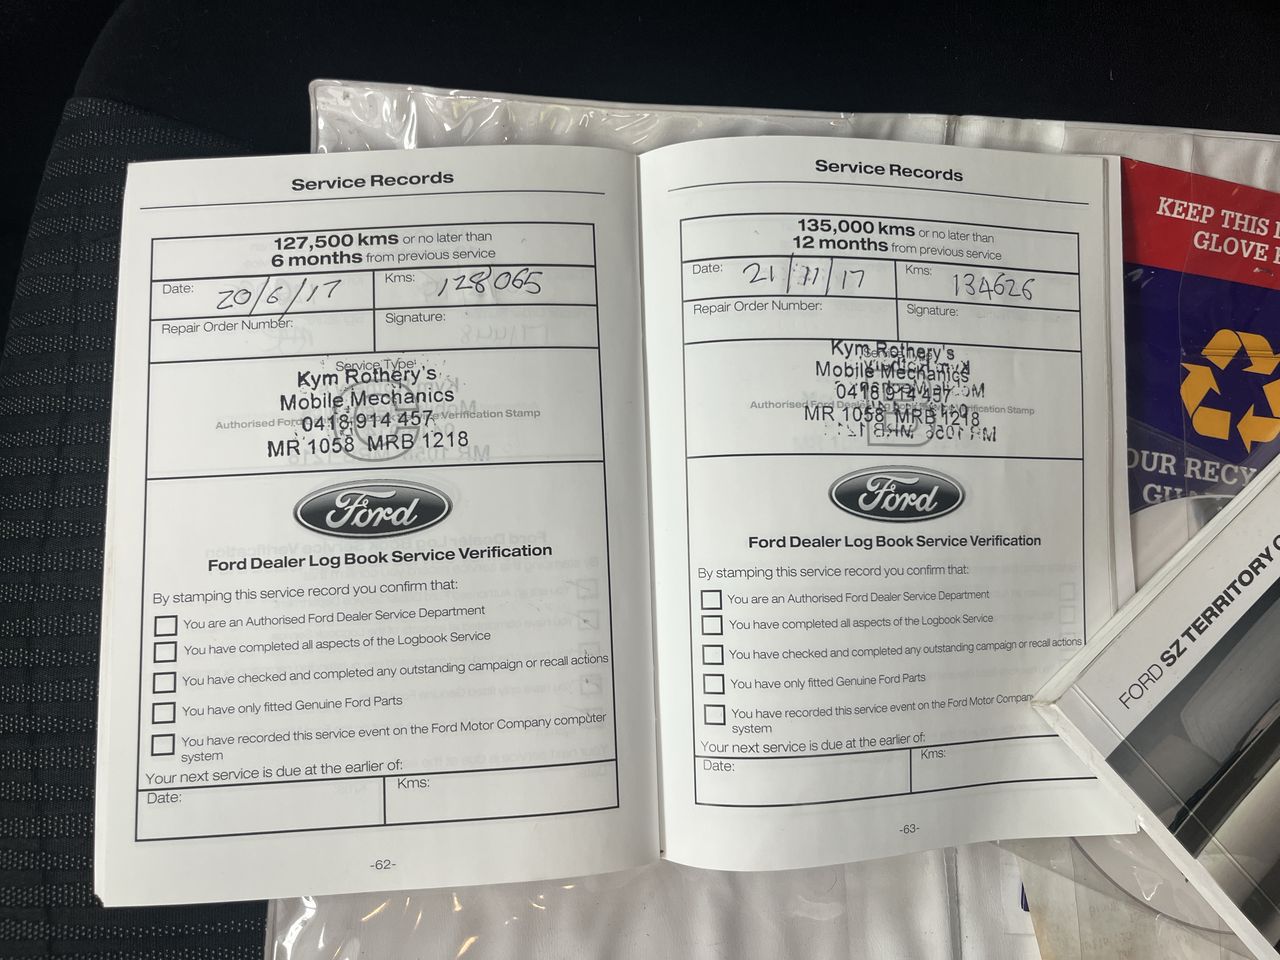 Service Records
127,500 kms or no later than
6 months from previous service
Date: 20/6/17
Kms: 128065
Repair Order Number:
Signature:
Service Type
Kym Rothery's
Mobile Mechanics
0418 914 457
Authorised Ford Verification Stamp
MR 1058 MRB 1218
Ford
Ford Dealer Log Book Service Verification
By stamping this service record you confirm that:
You are an Authorised Ford Dealer Service Department
You have completed all aspects of the Logbook Service
You have checked and completed any outstanding campaign or recall actions
You have only fitted Genuine Ford Parts
You have recorded this service event on the Ford Motor Company computer
system
Your next service is due at the earlier of:
Date:
Kms:
-62-
Service Records
135,000 kms or no later than
12 months from previous service
Date: 21/11/17
Kms: 134626
Repair Order Number:
Signature:
Kym Rothery's
Mobile Mechanics
0418 914 457
Authorised Ford Verification Stamp
MR 1058 MRB 1218
Ford
Ford Dealer Log Book Service Verification
By stamping this service record you confirm that:
You are an Authorised Ford Dealer Service Department
You have completed all aspects of the Logbook Service
You have checked and completed any outstanding campaign or recall actions
You have only fitted Genuine Ford Parts
You have recorded this service event on the Ford Motor Company
system
Your next service is due at the earlier of:
Date:
Kms:
-63-
KEEP THIS
GLOVE
OUR RECY
FORD SZ TERRITORY